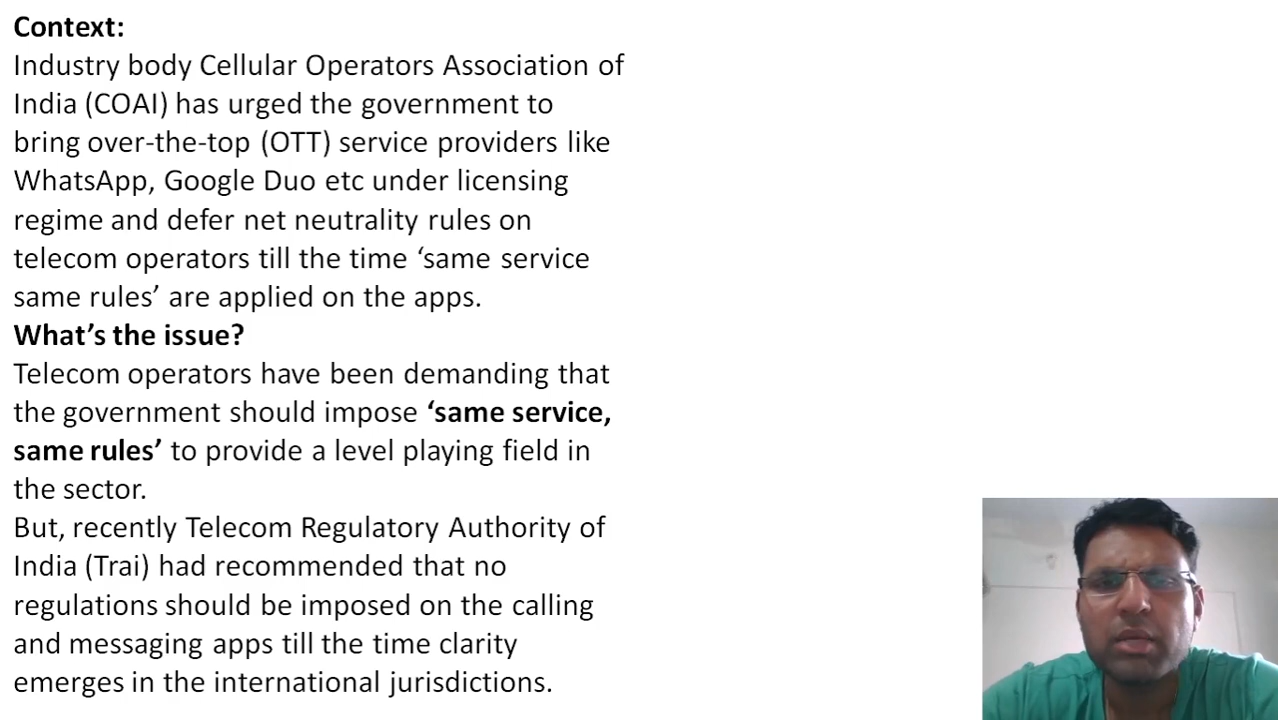 Context:
Industry body Cellular Operators Association of
India (COAI) has urged the government to
bring over-the-top (OTT) service providers like
WhatsApp, Google Duo etc under licensing
regime and defer net neutrality rules on
telecom operators till the time ‘same service
same rules’ are applied on the apps.
What’s the issue?
Telecom operators have been demanding that
the government should impose ‘same service,
same rules’ to provide a level playing field in
the sector.
But, recently Telecom Regulatory Authority of
India (Trai) had recommended that no
regulations should be imposed on the calling
and messaging apps till the time clarity
emerges in the international jurisdictions.